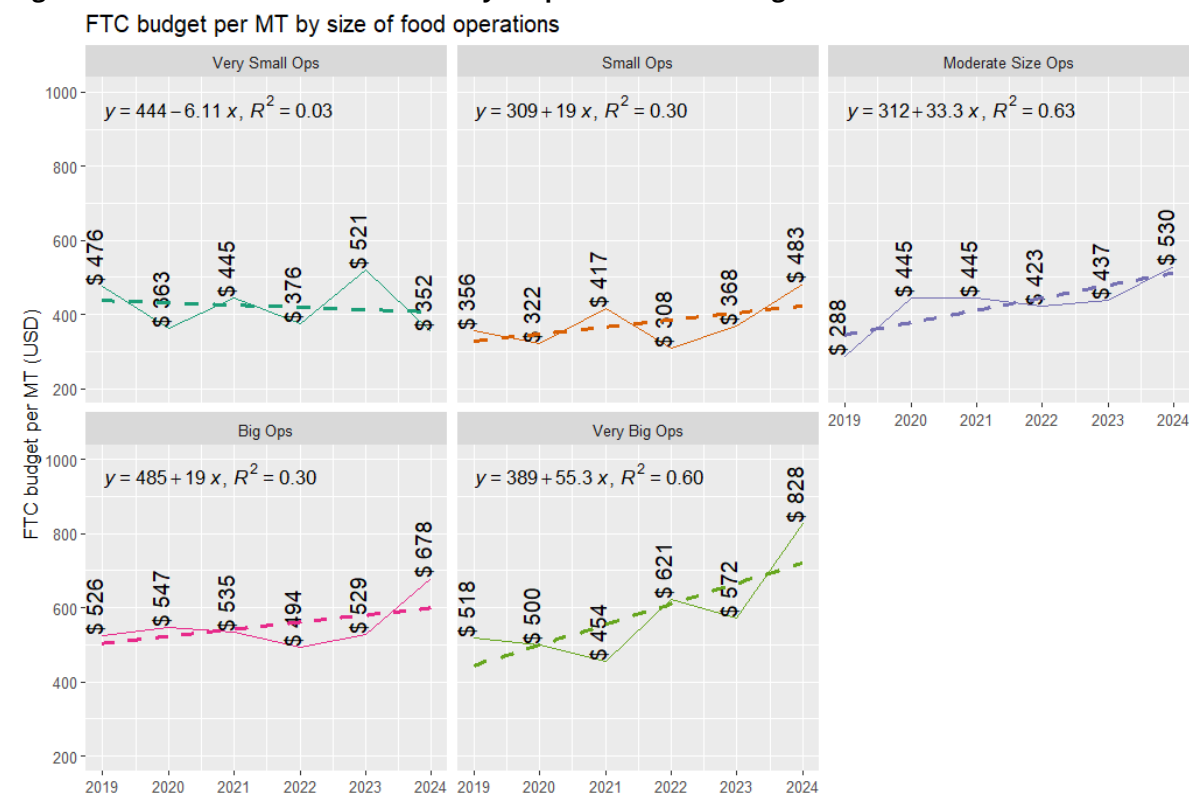 FTC budget per MT by size of food operations
Very Small Ops
Small Ops
Moderate Size Ops
y = 444 − 6.11 x, R² = 0.03
y = 309 + 19 x, R² = 0.30
y = 312 + 33.3 x, R² = 0.63
1000
800
600
400
200
$ 476
$ 363
$ 445
$ 376
$ 521
$ 352
$ 356
$ 322
$ 417
$ 308
$ 368
$ 483
$ 288
$ 445
$ 445
$ 423
$ 437
$ 530
2019 2020 2021 2022 2023 2024
Big Ops
Very Big Ops
y = 485 + 19 x, R² = 0.30
y = 389 + 55.3 x, R² = 0.60
FTC budget per MT (USD)
1000
800
600
400
200
$ 526
$ 547
$ 535
$ 494
$ 529
$ 678
$ 518
$ 500
$ 454
$ 621
$ 572
$ 828
2019 2020 2021 2022 2023 2024
2019 2020 2021 2022 2023 2024